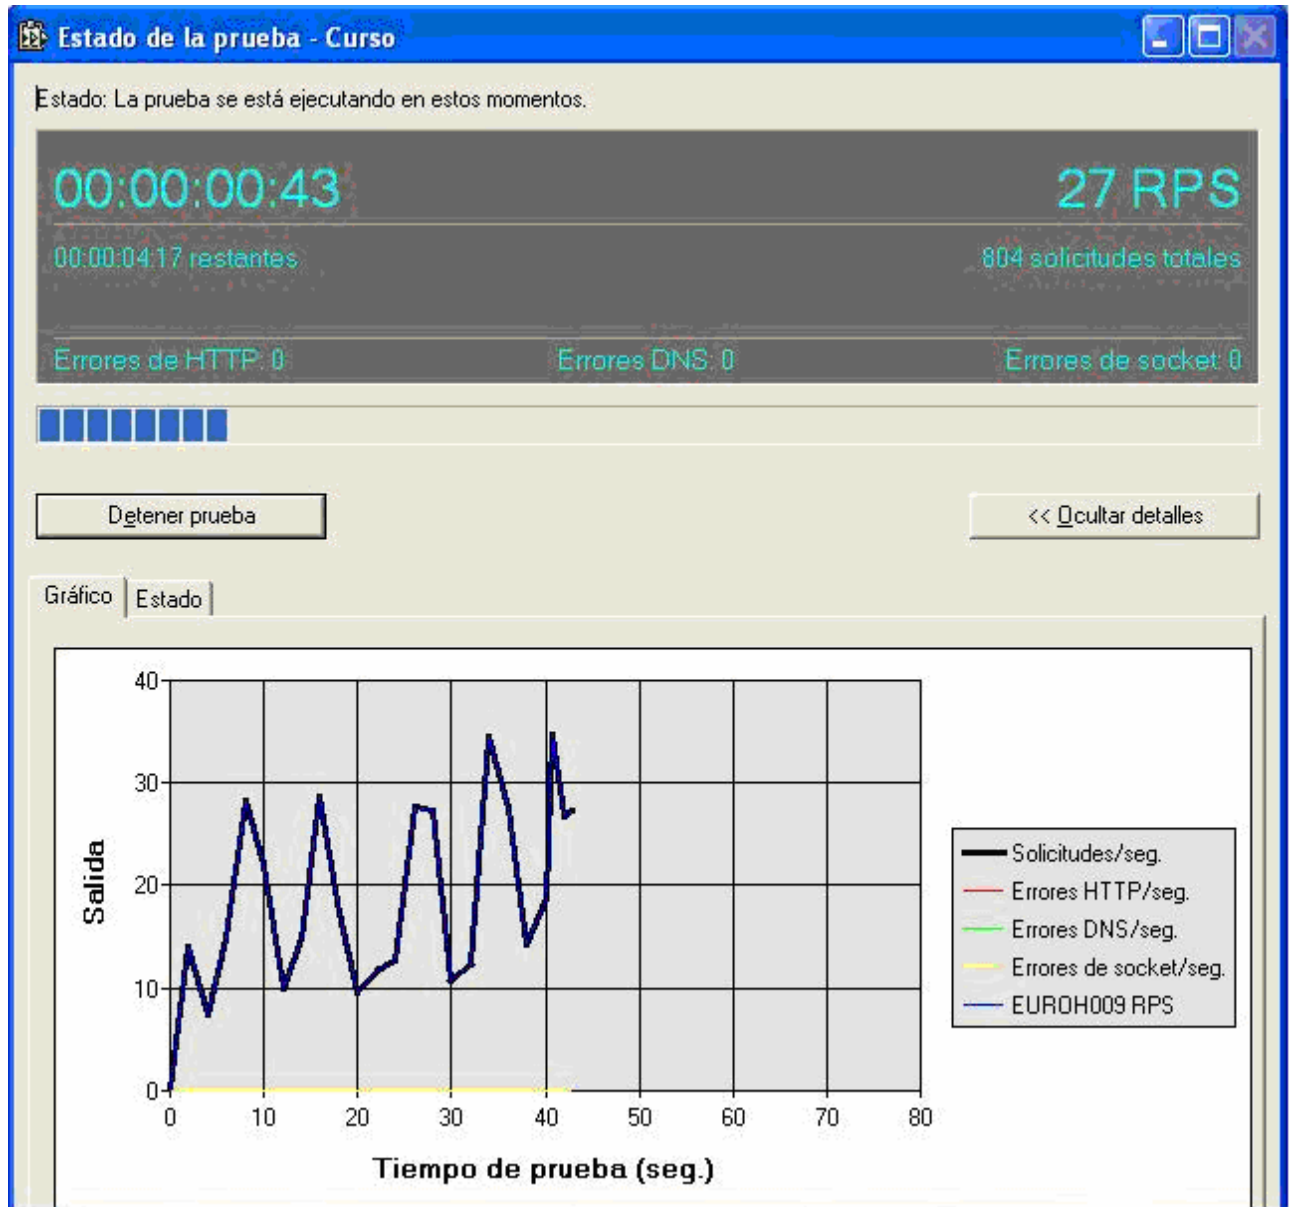 Estado de la prueba - Curso
Estado: La prueba se está ejecutando en estos momentos.
00:00:00:43 27 RPS
00:00:04:17 restantes 804 solicitudes totales
Errores de HTTP: 0 Errores DNS: 0 Errores de socket: 0
Detener prueba << Ocultar detalles
Gráfico Estado
40
30
20
10
0
Salida
0 10 20 30 40 50 60 70 80
Tiempo de prueba (seg.)
Solicitudes/seg.
Errores HTTP/seg.
Errores DNS/seg.
Errores de socket/seg.
EUROH009 RPS